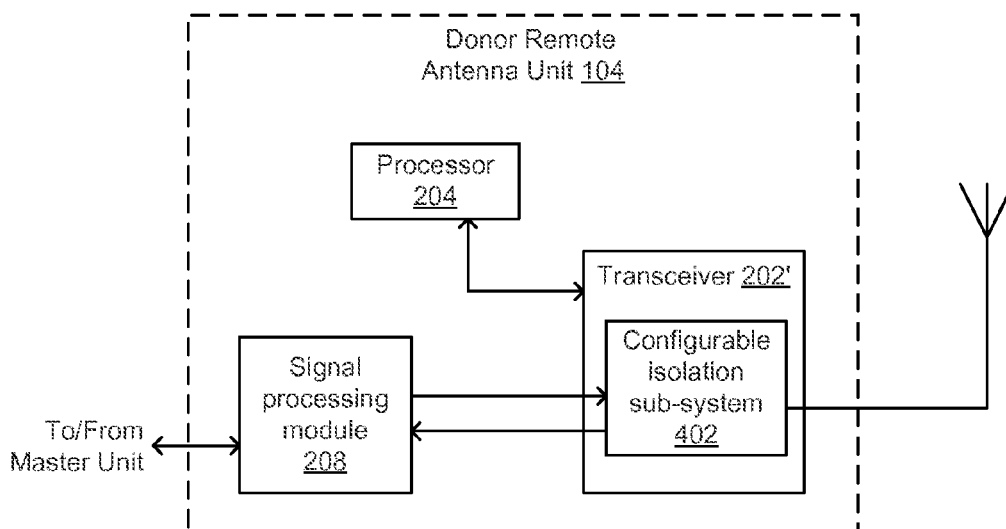 Donor Remote
Antenna Unit 104
Processor
204
Transceiver 202'
Configurable
isolation
sub-system
402
Signal
processing
module
208
To/From
Master Unit